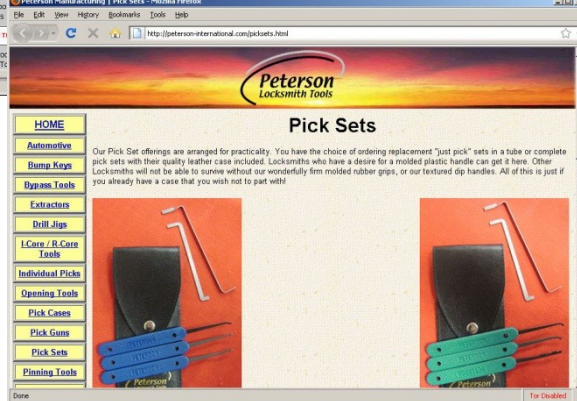 Peterson Manufacturing | Pick Sets - Mozilla Firefox
File Edit View History Bookmarks Tools Help
http://peterson-international.com/picksets.html
Peterson
Locksmith Tools
HOME
Automotive
Bump Keys
Bypass Tools
Extractors
Drill Jigs
I-Core / R-Core
Tools
Individual Picks
Opening Tools
Pick Cases
Pick Guns
Pick Sets
Pinning Tools
Pick Sets
Our Pick Set offerings are arranged for practicality. You have the choice of ordering replacement "just pick" sets in a tube or complete
pick sets with their quality leather case included. Locksmiths who have a desire for a molded plastic handle can get it here. Other
Locksmiths will not be able to survive without our wonderfully firm molded rubber grips, or our textured dip handles. All of this is just if
you already have a case that you wish not to part with!
Peterson
Peterson
Done
Tor Disabled